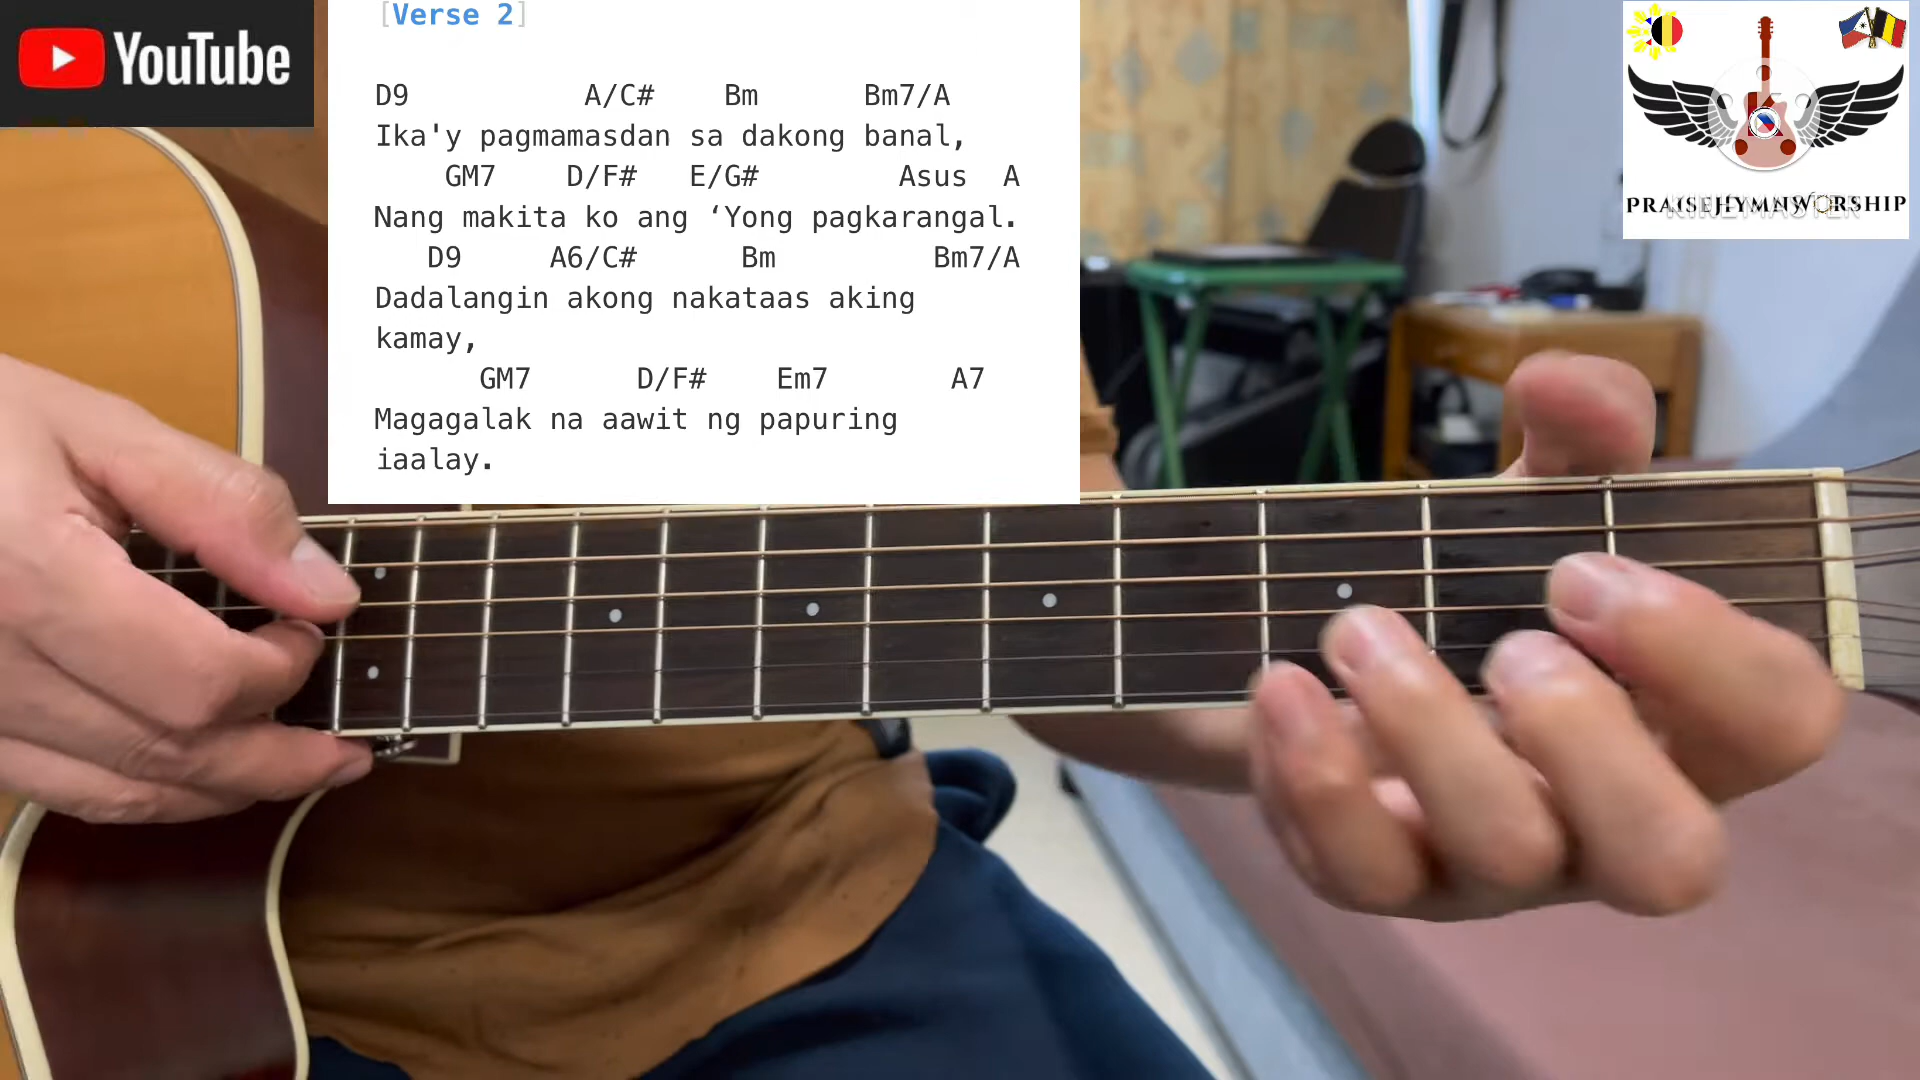 YouTube
[Verse 2]
D9 A/C# Bm Bm7/A
Ika'y pagmamasdan sa dakong banal,
GM7 D/F# E/G# Asus A
Nang makita ko ang ‘Yong pagkarangal.
D9 A6/C# Bm Bm7/A
Dadalangin akong nakataas aking
kamay,
GM7 D/F# Em7 A7
Magagalak na aawit ng papuring
iaalay.
PRAISEHYMNWORSHIP
KINEMASTER